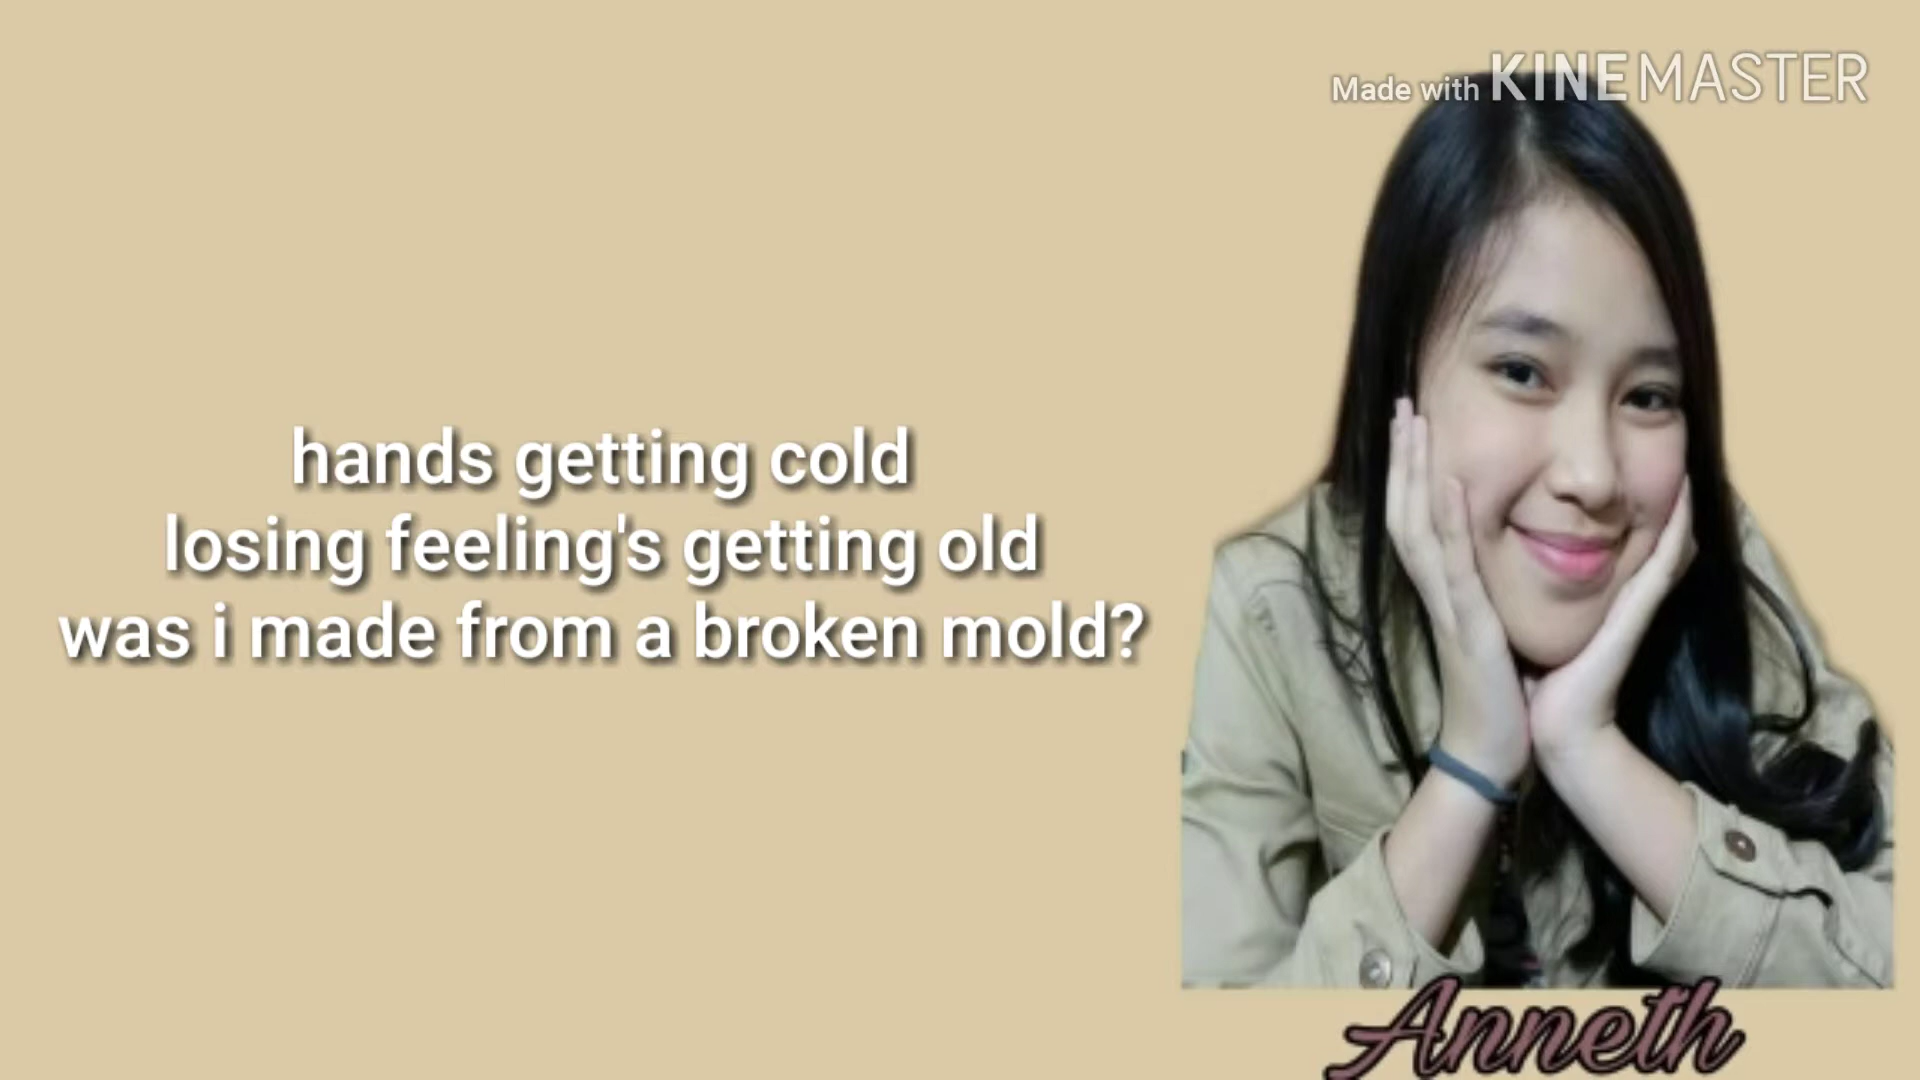 Made with KINEMASTER
hands getting cold
losing feeling's getting old
was i made from a broken mold?
Anneth